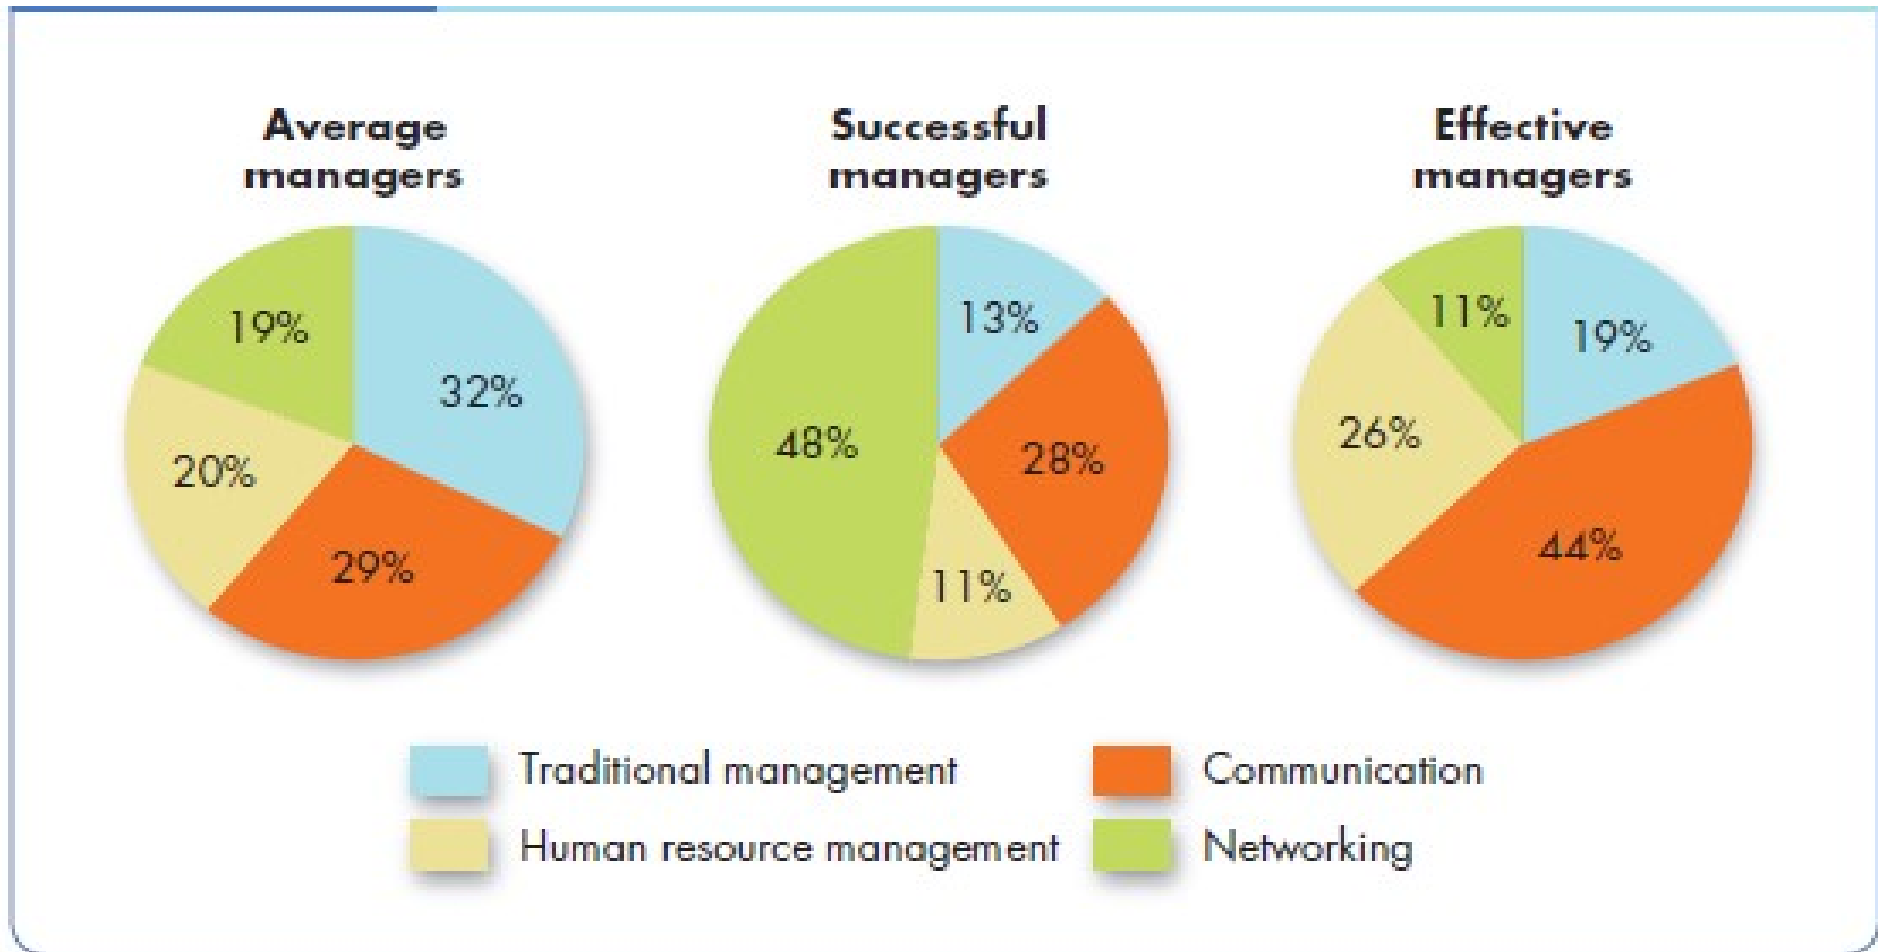 Average
managers
Successful
managers
Effective
managers
19%
32%
20%
29%
13%
48%
28%
11%
11%
19%
26%
44%
Traditional management
Communication
Human resource management
Networking